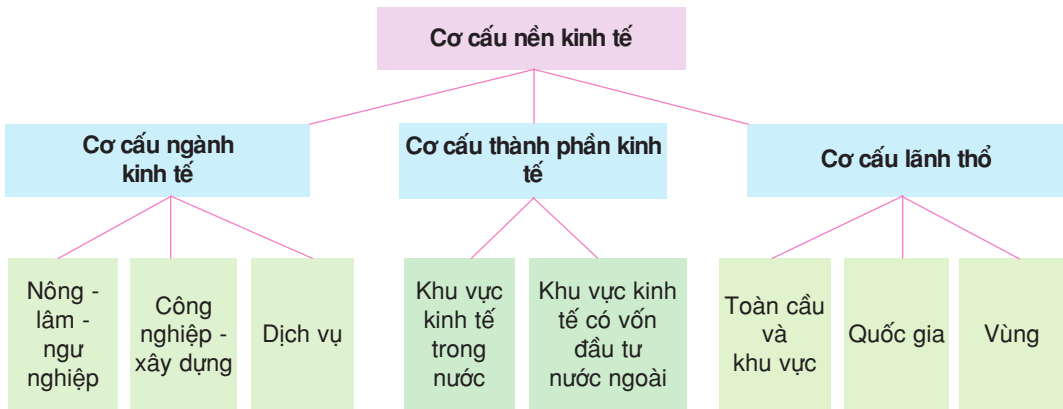 Cơ cấu nền kinh tế
Cơ cấu ngành
kinh tế
Cơ cấu thành phần kinh
tế
Cơ cấu lãnh thổ
Nông -
lâm -
ngư
nghiệp
Công
nghiệp -
xây dựng
Dịch vụ
Khu vực
kinh tế
trong
nước
Khu vực kinh
tế có vốn
đầu tư
nước ngoài
Toàn cầu
và
khu vực
Quốc gia
Vùng